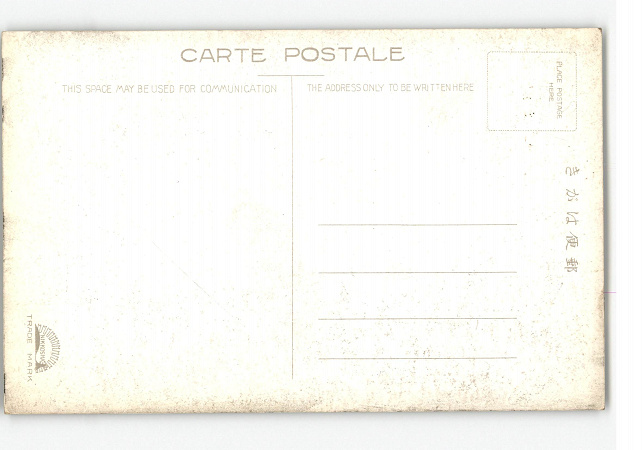 CARTE POSTALE
THIS SPACE MAY BE USED FOR COMMUNICATION
THE ADDRESS ONLY TO BE WRITTEN HERE
PLACE POSTAGE
HERE
きがは便郵
TRADE MARK